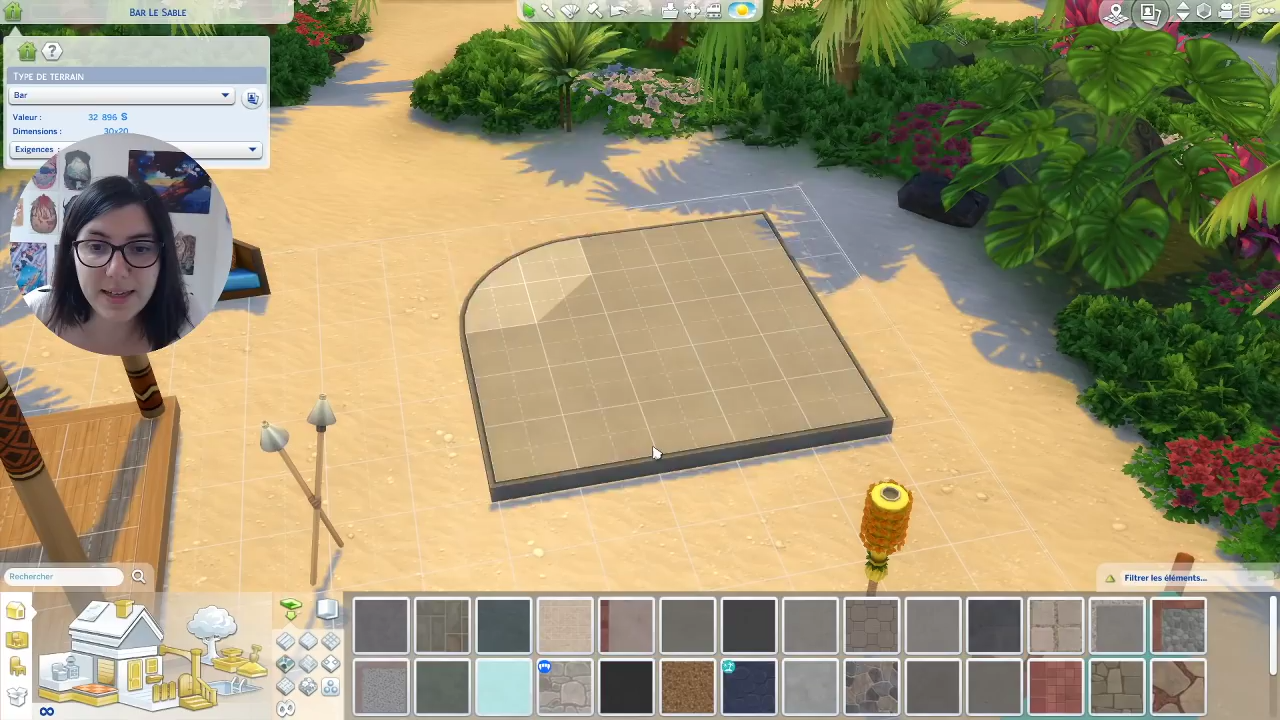 Bar Le Sable
TYPE DE TERRAIN
Bar
Valeur : 32 896 §
Dimensions : 30x20
Exigences :
Rechercher
Filtrer les éléments...